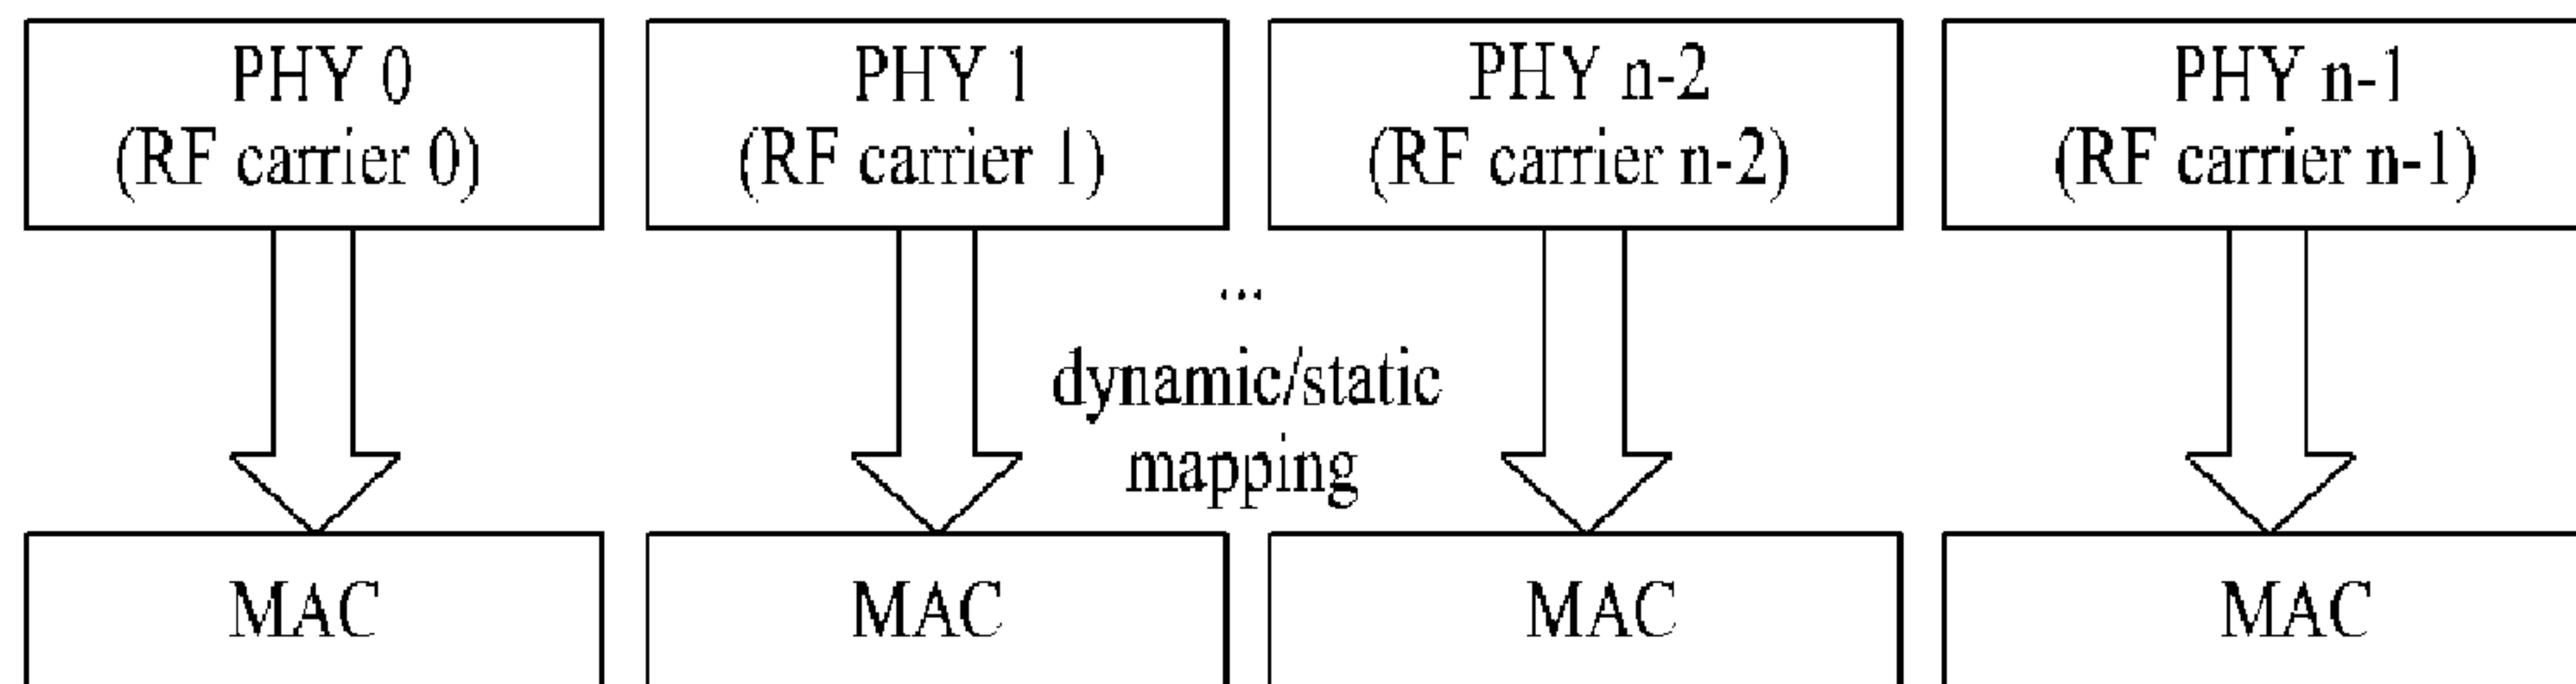 PHY 0
(RF carrier 0)
PHY 1
(RF carrier 1)
PHY n-2
(RF carrier n-2)
PHY n-1
(RF carrier n-1)
...
dynamic/static
mapping
MAC
MAC
MAC
MAC